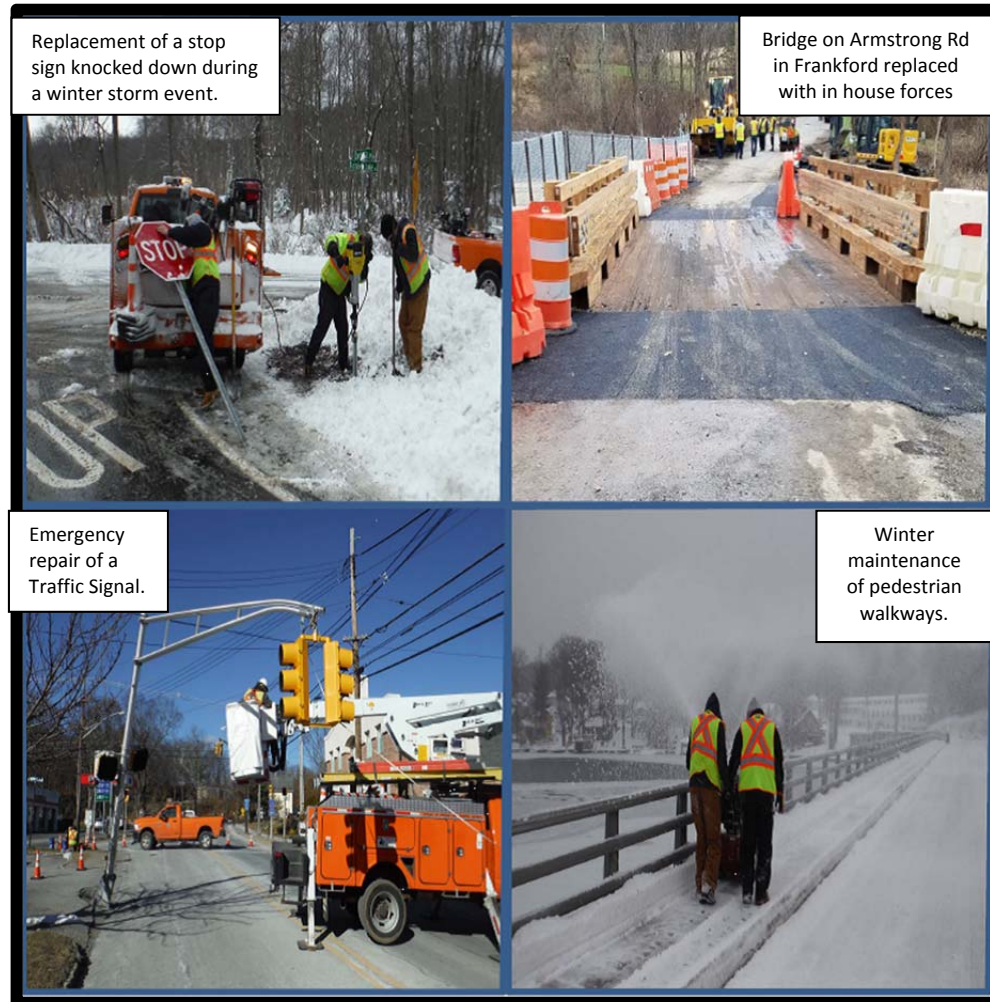 Replacement of a stop
sign knocked down during
a winter storm event.
Bridge on Armstrong Rd
in Frankford replaced
with in house forces
STOP
UP
Emergency
repair of a
Traffic Signal.
Winter
maintenance
of pedestrian
walkways.